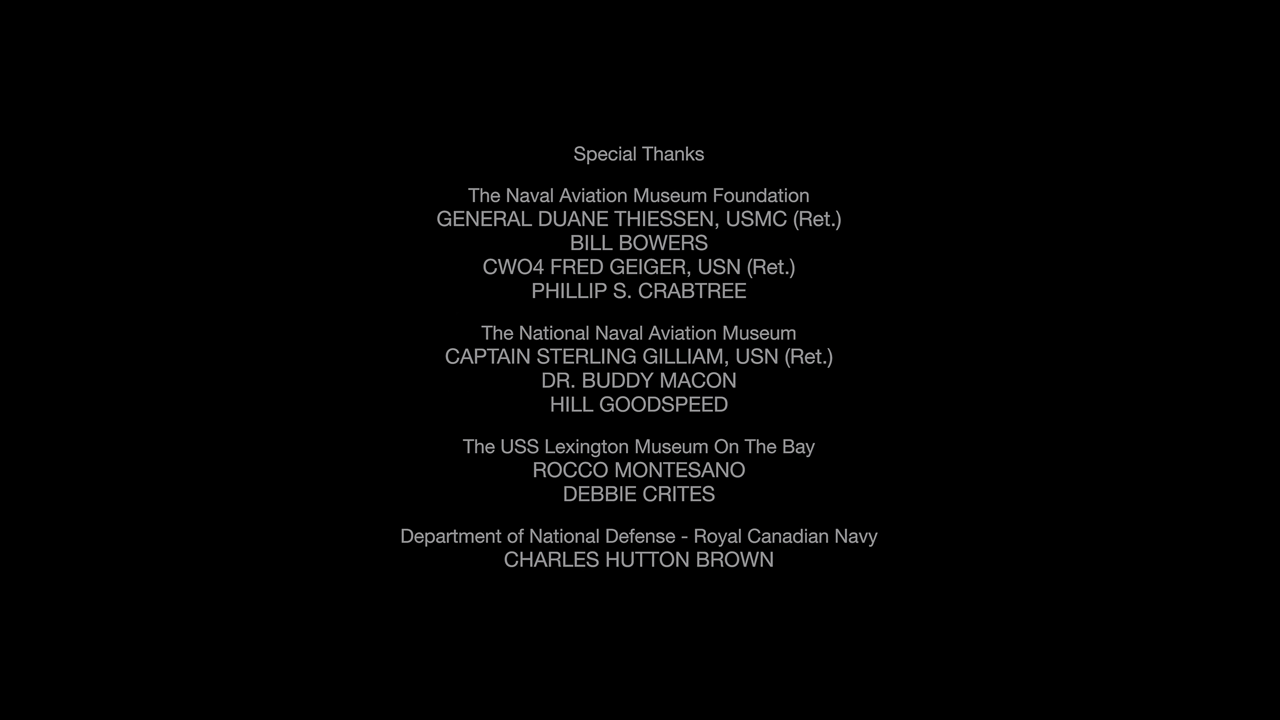 Special Thanks
The Naval Aviation Museum Foundation
GENERAL DUANE THIESSEN, USMC (Ret.)
BILL BOWERS
CWO4 FRED GEIGER, USN (Ret.)
PHILLIP S. CRABTREE
The National Naval Aviation Museum
CAPTAIN STERLING GILLIAM, USN (Ret.)
DR. BUDDY MACON
HILL GOODSPEED
The USS Lexington Museum On The Bay
ROCCO MONTESANO
DEBBIE CRITES
Department of National Defense - Royal Canadian Navy
CHARLES HUTTON BROWN